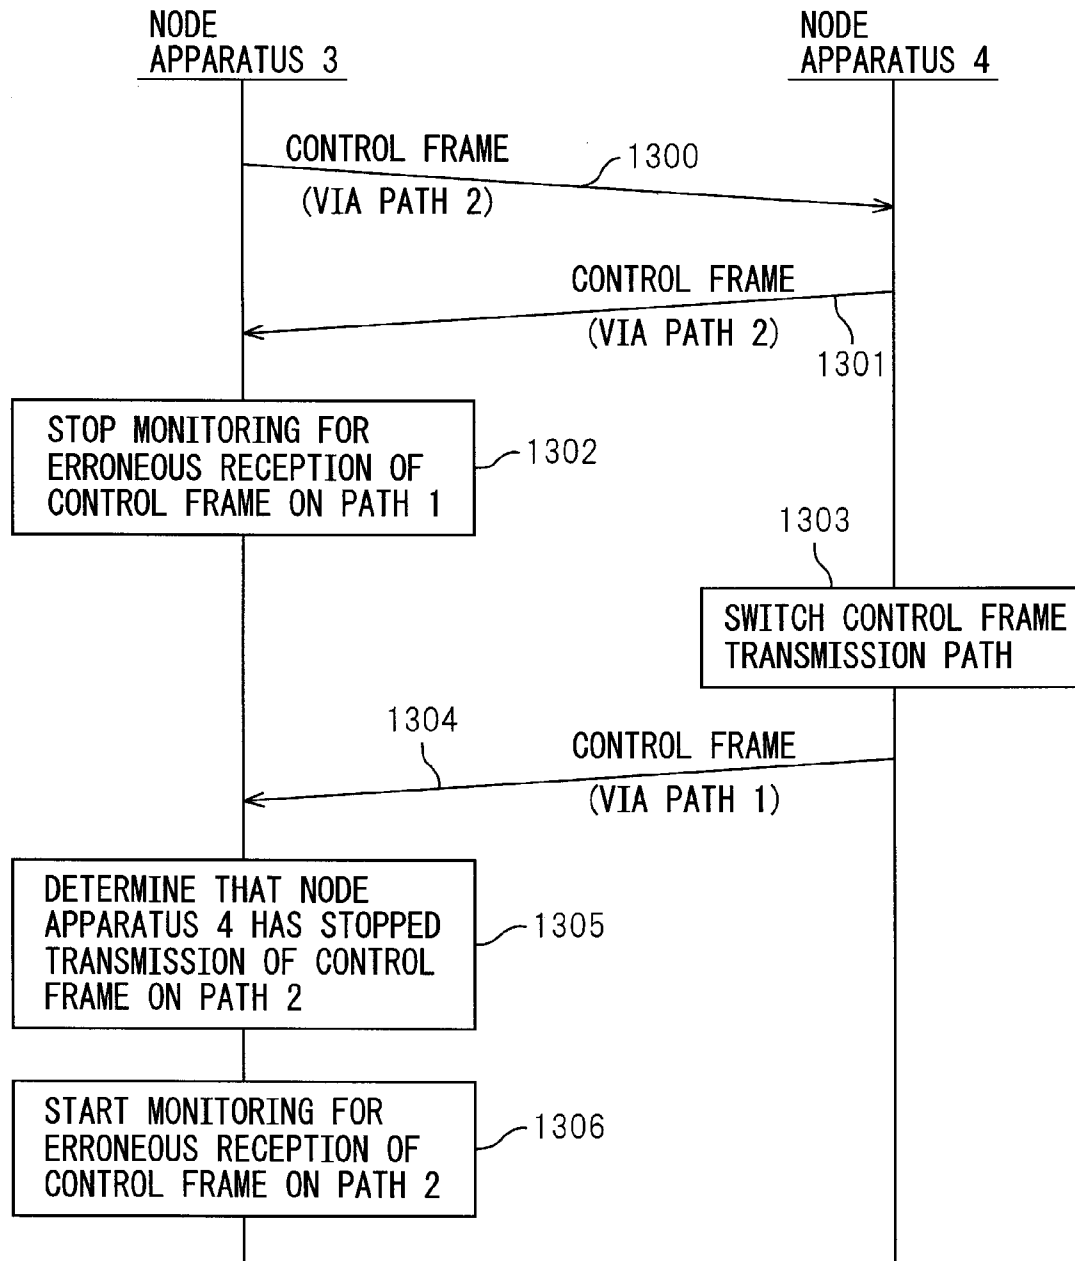 NODE
APPARATUS 3
NODE
APPARATUS 4
CONTROL FRAME
1300
(VIA PATH 2)
CONTROL FRAME
(VIA PATH 2)
1301
STOP MONITORING FOR
ERRONEOUS RECEPTION OF
CONTROL FRAME ON PATH 1
1302
1303
SWITCH CONTROL FRAME
TRANSMISSION PATH
1304
CONTROL FRAME
(VIA PATH 1)
DETERMINE THAT NODE
APPARATUS 4 HAS STOPPED
TRANSMISSION OF CONTROL
FRAME ON PATH 2
1305
START MONITORING FOR
ERRONEOUS RECEPTION OF
CONTROL FRAME ON PATH 2
1306